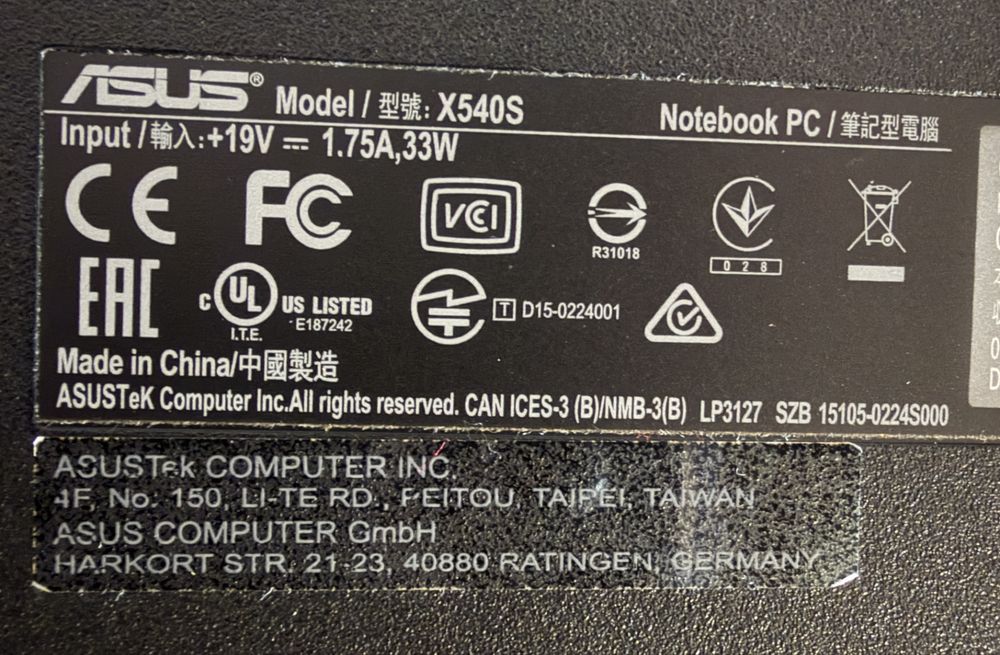 ASUS® Model / 型號: X540S Notebook PC / 筆記型電腦
Input / 輸入: +19V ⎓ 1.75A,33W
CE FC VCI R31018 028
EAC C UL US LISTED I.T.E. E187242 T D15-0224001
Made in China/中國製造
ASUSTeK Computer Inc.All rights reserved. CAN ICES-3 (B)/NMB-3(B) LP3127 SZB 15105-0224S000
ASUSTek COMPUTER INC.
4F, No. 150, LI-TE RD., PEITOU, TAIPEI, TAIWAN
ASUS COMPUTER GmbH
HARKORT STR. 21-23, 40880 RATINGEN, GERMANY